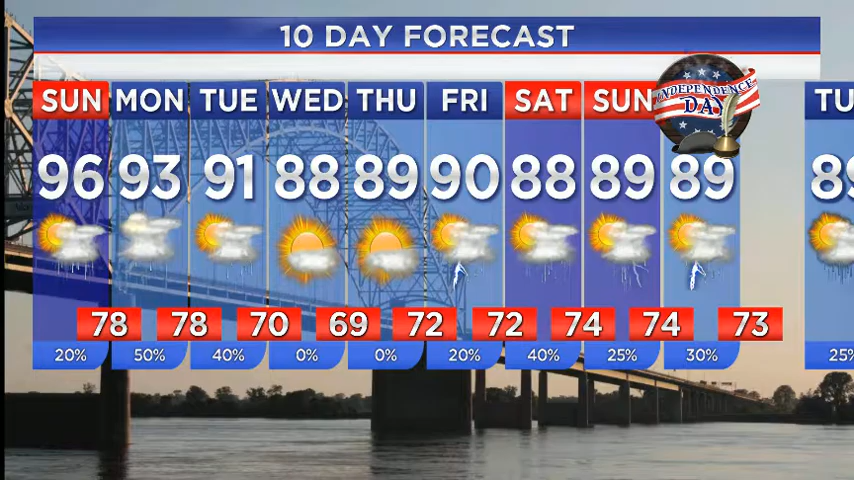 10 DAY FORECAST
SUN MON TUE WED THU FRI SAT SUN INDEPENDENCE DAY TU
96 93 91 88 89 90 88 89 89 89
78 78 70 69 72 72 74 74 73
20% 50% 40% 0% 0% 20% 40% 25% 30% 25%